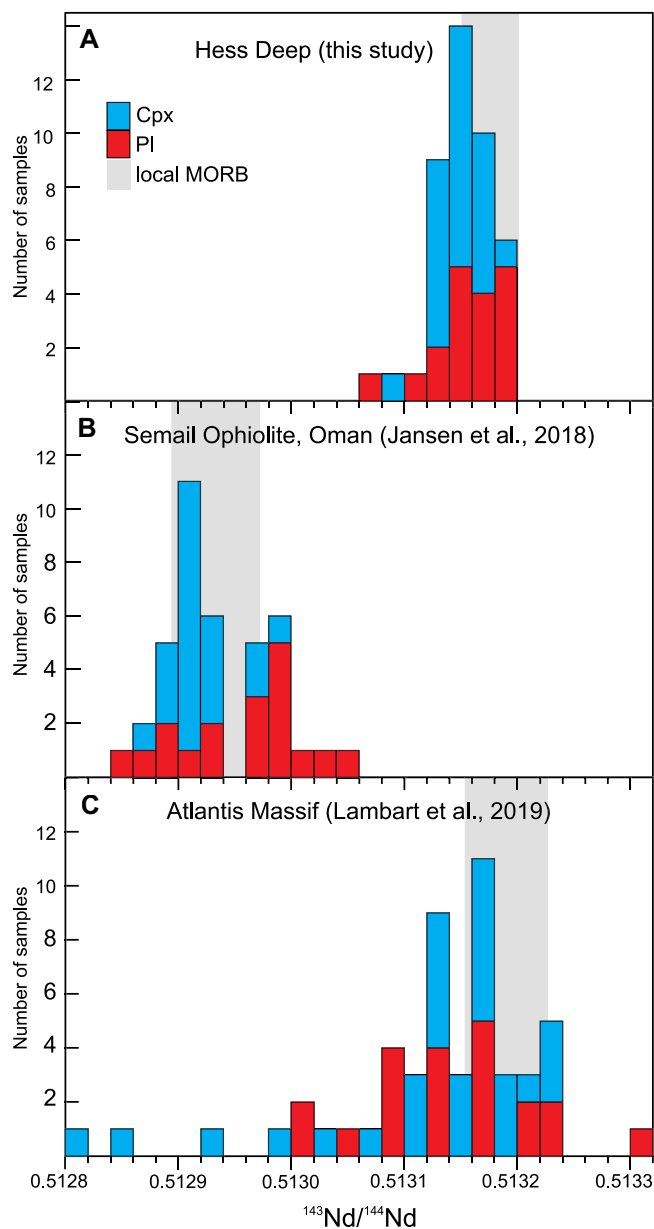 A
Hess Deep (this study)
Cpx
Pl
local MORB
Number of samples
12
10
8
6
4
2
B
Semail Ophiolite, Oman (Jansen et al., 2018)
Number of samples
12
10
8
6
4
2
C
Atlantis Massif (Lambart et al., 2019)
Number of samples
12
10
8
6
4
2
0.5128 0.5129 0.5130 0.5131 0.5132 0.5133
¹⁴³Nd/¹⁴⁴Nd